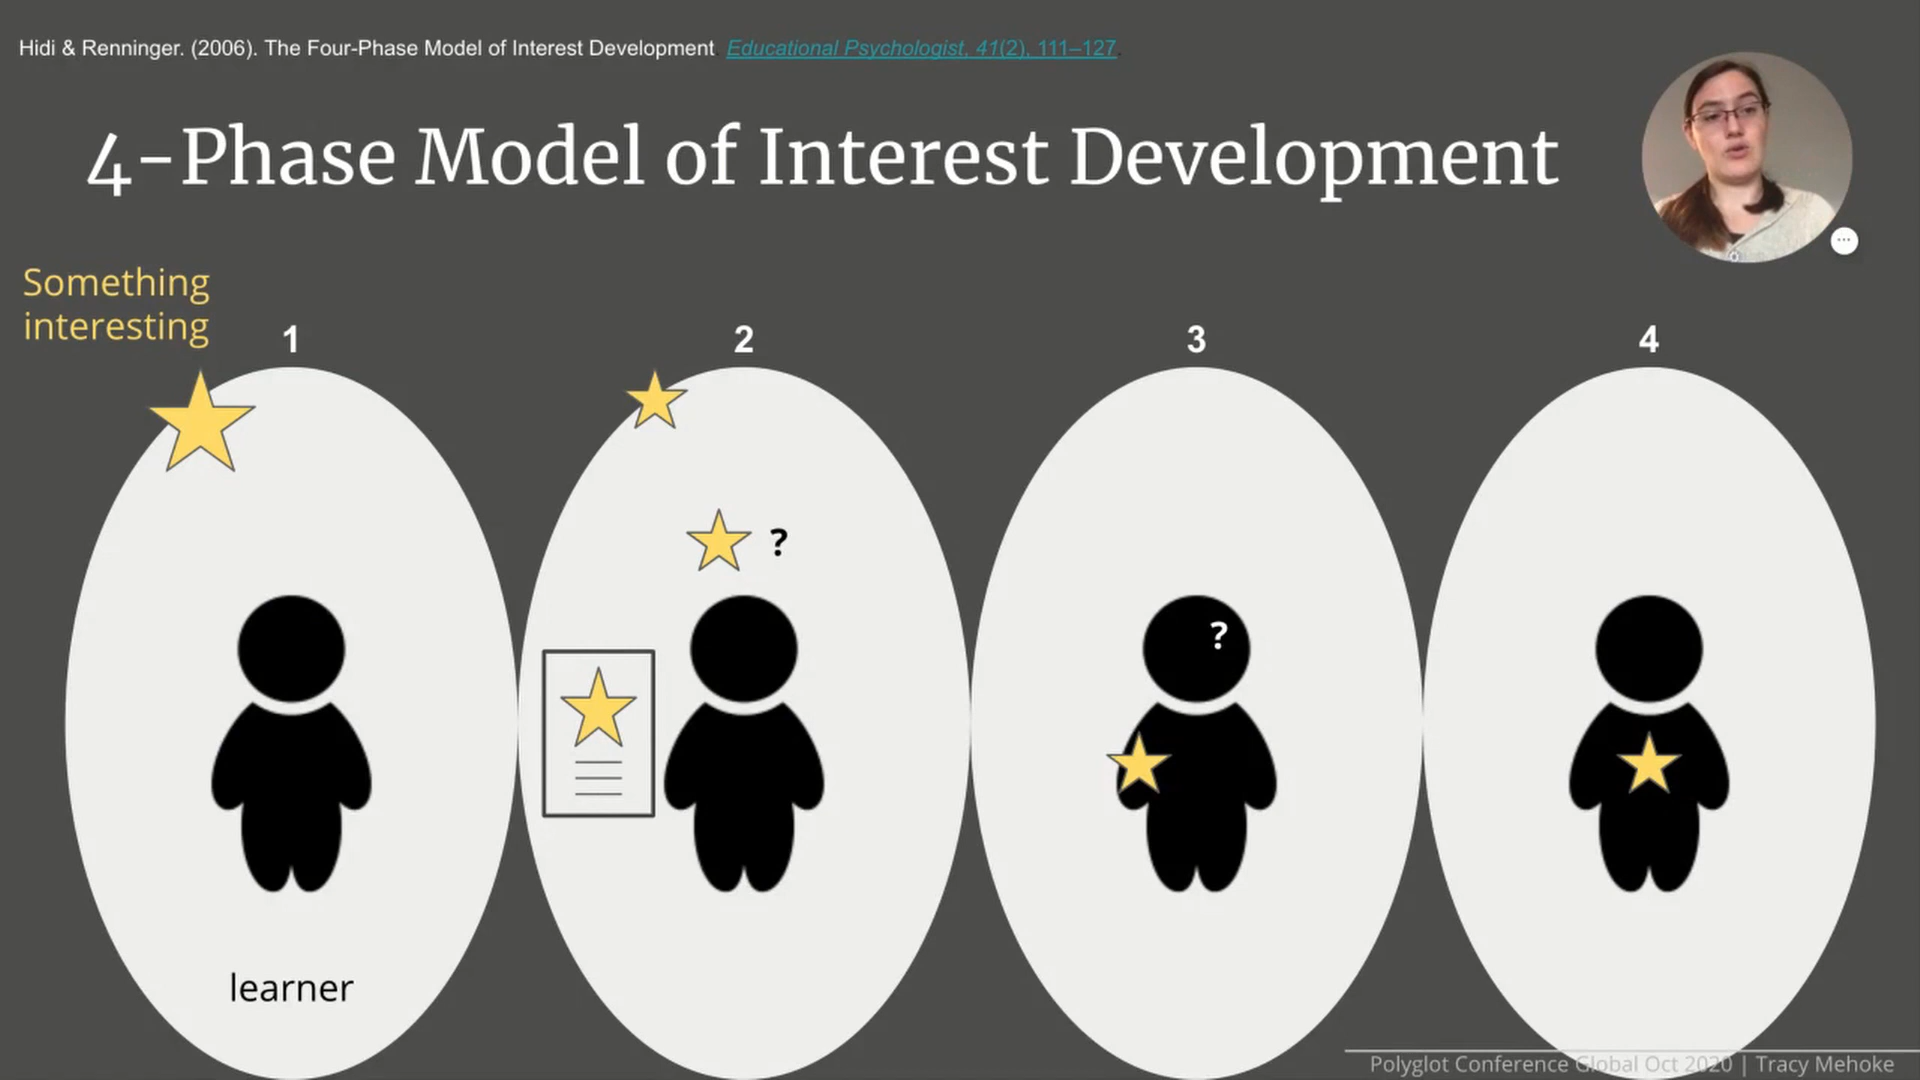 Hidi & Renninger. (2006). The Four-Phase Model of Interest Development. Educational Psychologist, 41(2), 111–127.
4-Phase Model of Interest Development
Something
interesting
1
2
3
4
?
?
learner
Polyglot Conference Global Oct 2020 | Tracy Mehoke